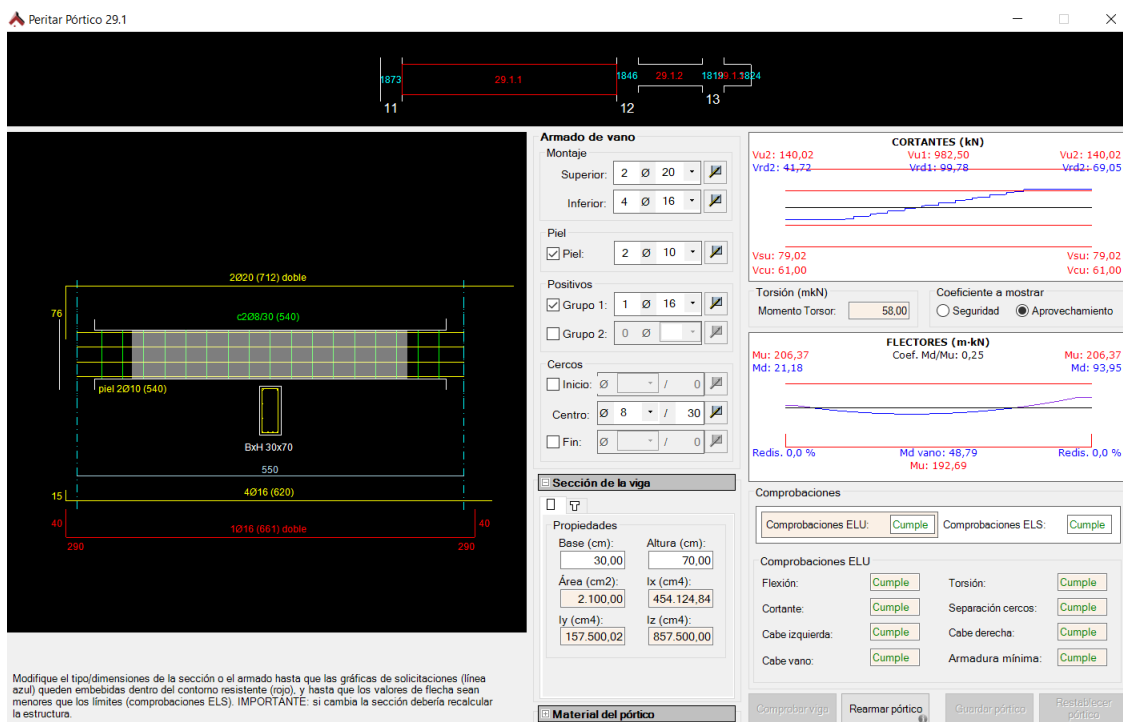 Peritar Pórtico 29.1
1873 29.1.1 1846 29.1.2 1819 1824
11 12 13
2Ø20 (712) doble
76
c2Ø8/30 (540)
piel 2Ø10 (540)
BxH 30x70
550
15 4Ø16 (620)
40 1Ø16 (661) doble 40
290 290
Modifique el tipo/dimensiones de la sección o el armado hasta que las gráficas de solicitaciones (línea
azul) queden embebidas dentro del contorno resistente (rojo), y hasta que los valores de flecha sean
menores que los límites (comprobaciones ELS). IMPORTANTE: si cambia la sección debería recalcular
la estructura.
Armado de vano
Montaje
Superior: 2 Ø 20
Inferior: 4 Ø 16
Piel
Piel: 2 Ø 10
Positivos
Grupo 1: 1 Ø 16
Grupo 2: 0 Ø
Cercos
Inicio: Ø / 0
Centro: Ø 8 / 30
Fin: Ø / 0
Sección de la viga
Propiedades
Base (cm): Altura (cm):
30,00 70,00
Área (cm2): Ix (cm4):
2.100,00 454.124,84
Iy (cm4): Iz (cm4):
157.500,02 857.500,00
Material del pórtico
CORTANTES (kN)
Vu2: 140,02 Vu1: 982,50 Vu2: 140,02
Vrd2: 41,72 Vrd1: 99,78 Vrd2: 69,05
Vsu: 79,02 Vsu: 79,02
Vcu: 61,00 Vcu: 61,00
Torsión (mkN) Coeficiente a mostrar
Momento Torsor: 58,00 Seguridad Aprovechamiento
FLECTORES (m·kN)
Mu: 206,37 Coef. Md/Mu: 0,25 Mu: 206,37
Md: 21,18 Md: 93,95
Redis. 0,0 % Md vano: 48,79 Redis. 0,0 %
Mu: 192,69
Comprobaciones
Comprobaciones ELU: Cumple Comprobaciones ELS: Cumple
Comprobaciones ELU
Flexión: Cumple Torsión: Cumple
Cortante: Cumple Separación cercos: Cumple
Cabe izquierda: Cumple Cabe derecha: Cumple
Cabe vano: Cumple Armadura mínima: Cumple
Comprobar viga Rearmar pórtico Guardar pórtico Restablecer
pórtico